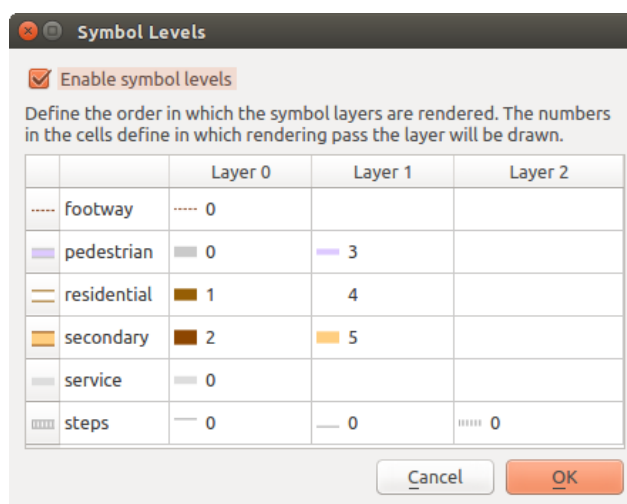 Symbol Levels
Enable symbol levels
Define the order in which the symbol layers are rendered. The numbers
in the cells define in which rendering pass the layer will be drawn.
Layer 0 Layer 1 Layer 2
footway 0
pedestrian 0 3
residential 1 4
secondary 2 5
service 0
steps 0 0 0
Cancel OK